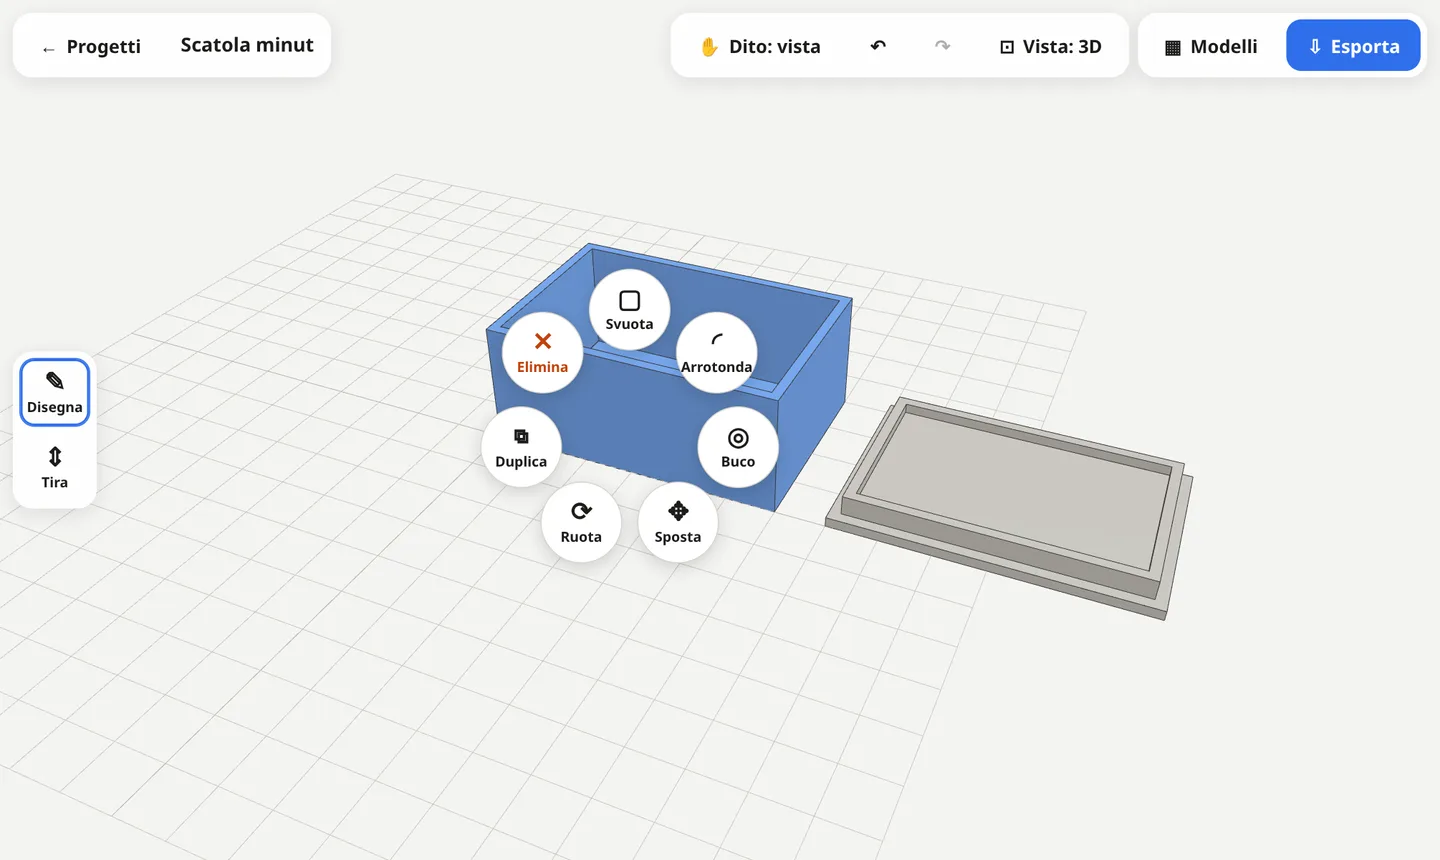 ← Progetti
Scatola minut
Dito: vista
Vista: 3D
Modelli
Esporta
Disegna
Tira
Svuota
Elimina
Arrotonda
Duplica
Buco
Ruota
Sposta